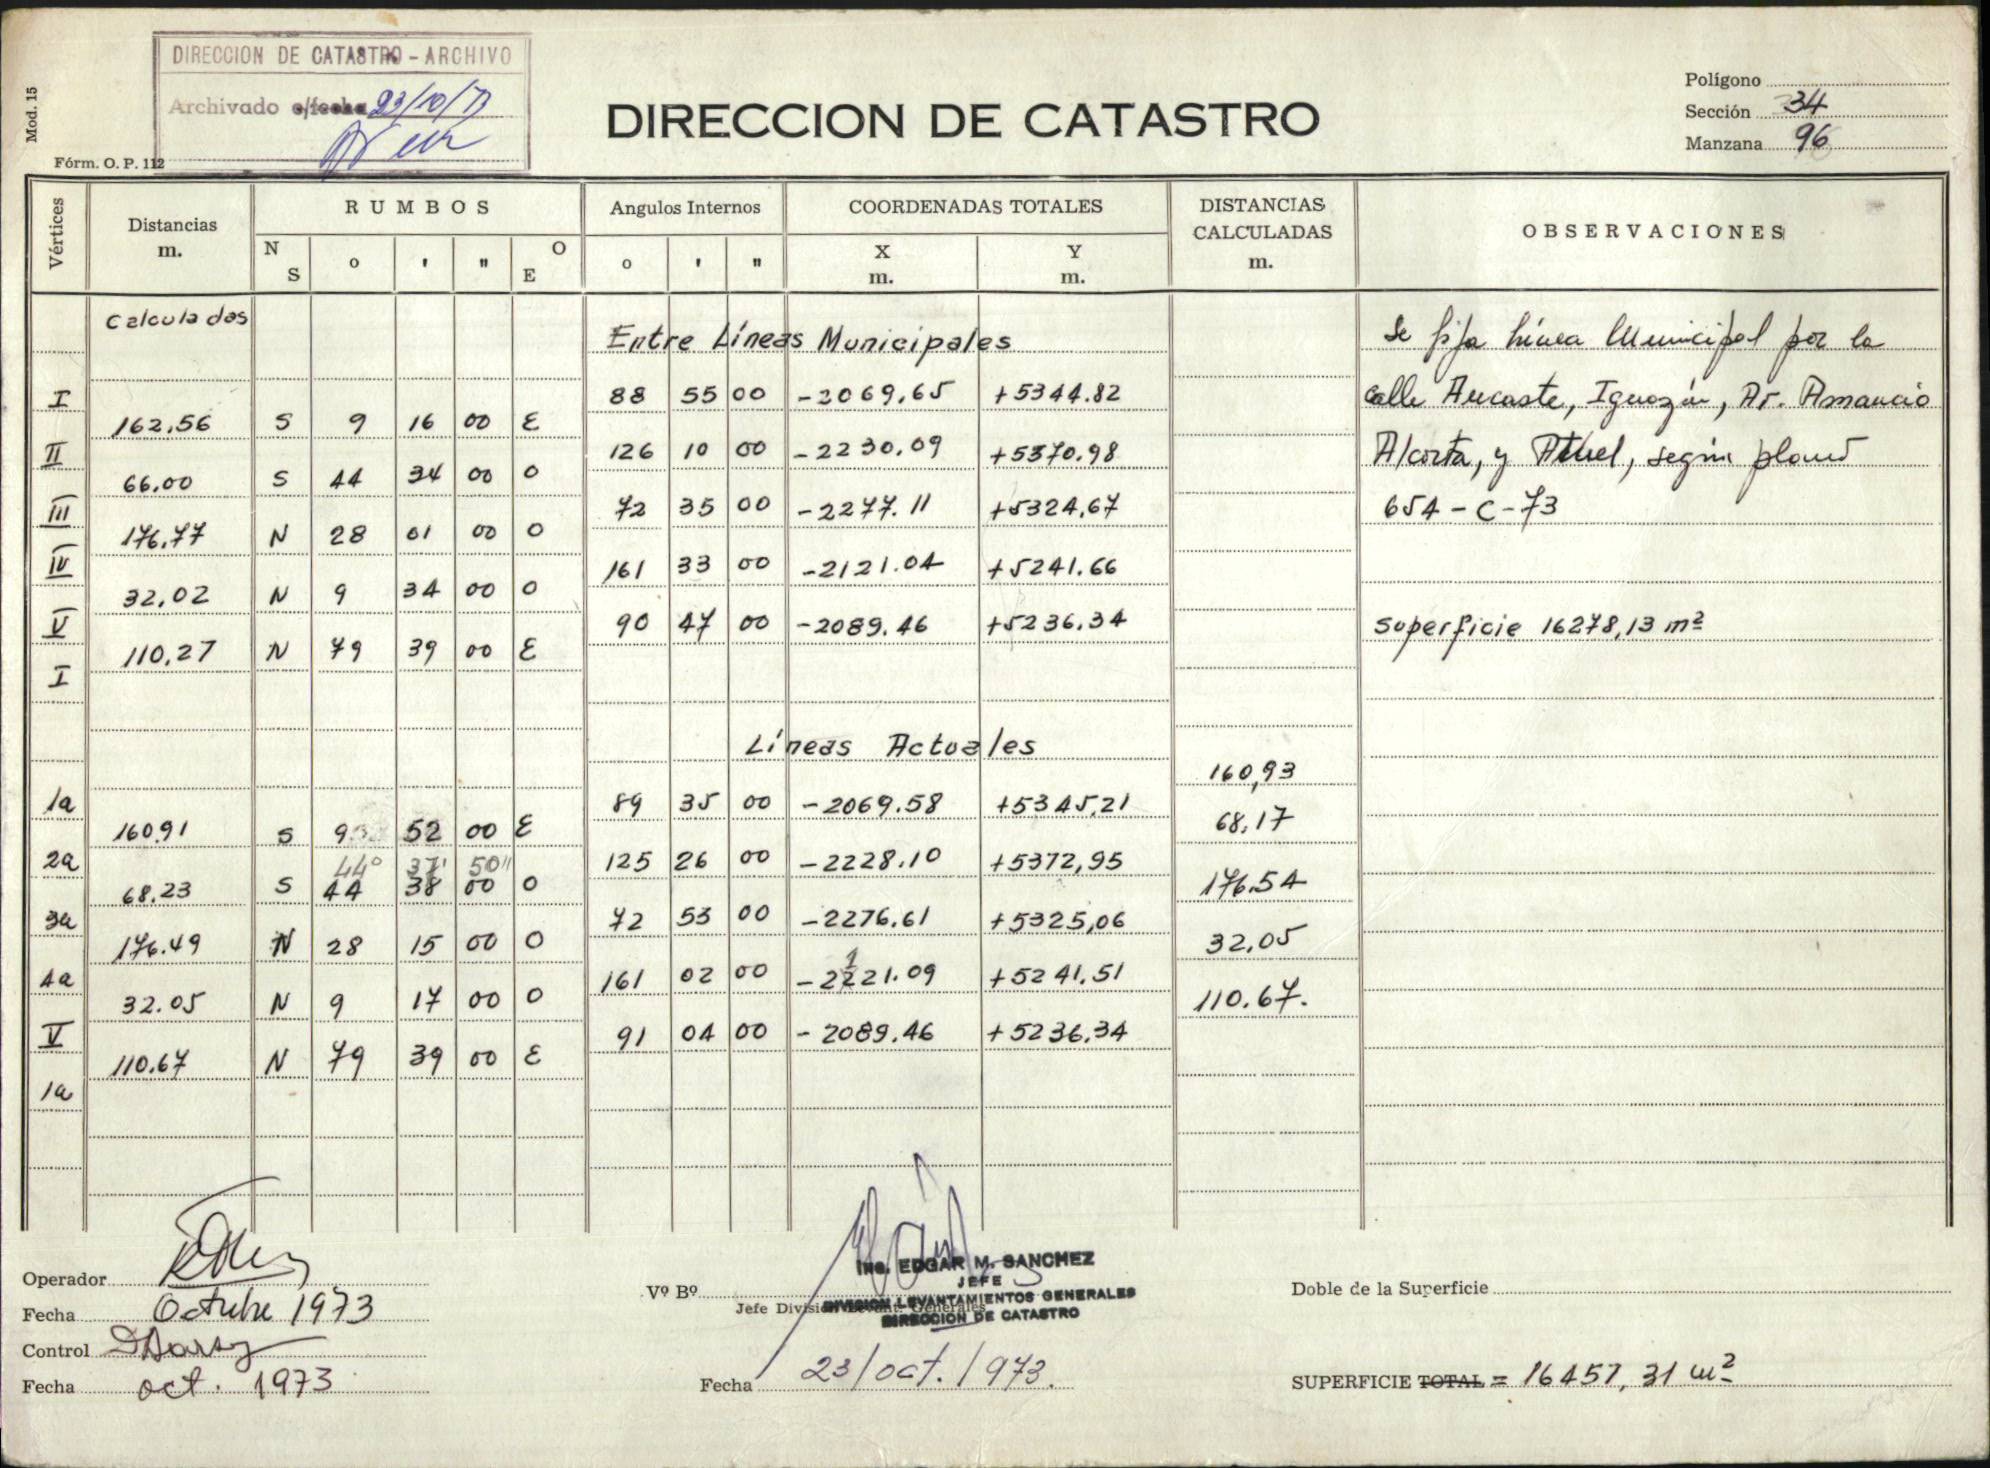 DIRECCION DE CATASTRO - ARCHIVO
Archivado 23/10/73
Mod. 15
Fórm. O. P. 112
DIRECCION DE CATASTRO
Polígono
Sección 34
Manzana 96
Vértices Distancias m. RUMBOS Angulos Internos COORDENADAS TOTALES DISTANCIAS CALCULADAS m. OBSERVACIONES
N S o ' " O E o ' " X m. Y m.
Calculadas
Entre Líneas Municipales
Se fija Línea Municipal por la
I 88 55 00 -2069,65 +5344.82
calle Ancaste, Iguazú, Av. Amancio
162,56 S 9 16 00 E
II 126 10 00 -2230,09 +5370.98
Alcorta, y Atuel, según plano
66.00 S 44 34 00 O
III 72 35 00 -2277.11 +5324,67
654-C-73
176,77 N 28 01 00 O
IV 161 33 00 -2121.04 +5241.66
32,02 N 9 34 00 O
V 90 47 00 -2089.46 +5236.34
superficie 16278,13 m²
110,27 N 79 39 00 E
I
Líneas Actuales
160,93
1a 89 35 00 -2069.58 +5345,21
68,17
160,91 S 9 52 00 E
44° 37' 50"
2a 125 26 00 -2228.10 +5372,95
176.54
68.23 S 44 38 00 O
3a 72 53 00 -2276,61 +5325,06
32,05
176.49 N 28 15 00 O
1
4a 161 02 00 -2221.09 +5241.51
110.67.
32.05 N 9 17 00 O
V 91 04 00 -2089.46 +5236,34
110.67 N 79 39 00 E
1a
Operador
Fecha Octubre 1973
Control
Fecha oct. 1973
Vº Bº
Jefe División Levant. Generales
Ing. EDGAR M. SANCHEZ
JEFE
DIVISION LEVANTAMIENTOS GENERALES
DIRECCION DE CATASTRO
Fecha 23/oct./973.
Doble de la Superficie
SUPERFICIE TOTAL = 16457,31 m²